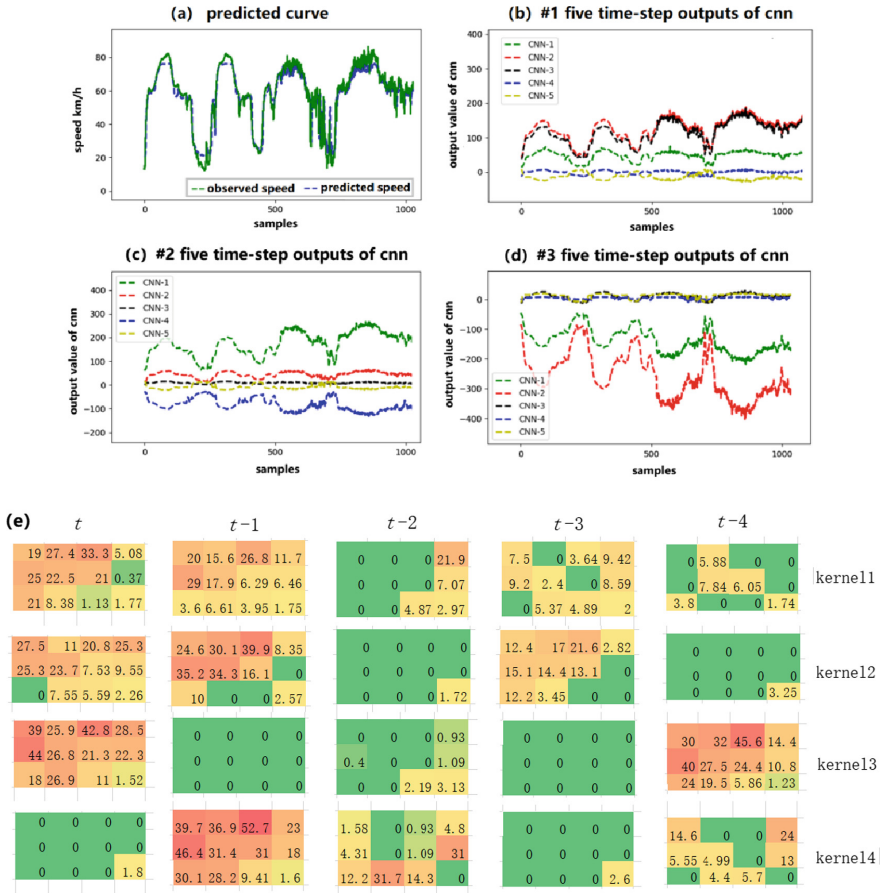 (a) predicted curve
80
60
40
20
0
speed km/h
observed speed
predicted speed
0
500
1000
samples
(b) #1 five time-step outputs of cnn
400
300
200
100
0
output value of cnn
CNN-1
CNN-2
CNN-3
CNN-4
CNN-5
0
500
1000
samples
(c) #2 five time-step outputs of cnn
400
300
200
100
0
−100
−200
output value of cnn
CNN-1
CNN-2
CNN-3
CNN-4
CNN-5
0
500
1000
samples
(d) #3 five time-step outputs of cnn
0
−100
−200
−300
−400
output value of cnn
CNN-1
CNN-2
CNN-3
CNN-4
CNN-5
0
500
1000
samples
(e)
t t-1 t-2 t-3 t-4
19 27.4 33.3 5.08 20 15.6 26.8 11.7 0 0 0 21.9 7.5 0 3.64 9.42 0 5.88 0 0
25 22.5 21 0.37 29 17.9 6.29 6.46 0 0 0 7.07 9.2 2.4 0 8.59 0 7.84 6.05 0 kernel1
21 8.38 1.13 1.77 3.6 6.61 3.95 1.75 0 0 4.87 2.97 0 5.37 4.89 2 3.8 0 0 1.74
27.5 11 20.8 25.3 24.6 30.1 39.9 8.35 0 0 0 0 12.4 17 21.6 2.82 0 0 0 0
25.3 23.7 7.53 9.55 35.2 34.3 16.1 0 0 0 0 0 15.1 14.4 13.1 0 0 0 0 0 kernel2
0 7.55 5.59 2.26 10 0 0 2.57 0 0 0 1.72 12.2 3.45 0 0 0 0 0 3.25
39 25.9 42.8 28.5 0 0 0 0 0 0 0 0.93 0 0 0 0 30 32 45.6 14.4
44 26.8 21.3 22.3 0 0 0 0 0.4 0 0 1.09 0 0 0 0 40 27.5 24.4 10.8 kernel3
18 26.9 11 1.52 0 0 0 0 0 0 2.19 3.13 0 0 0 0 24 19.5 5.86 1.23
0 0 0 0 39.7 36.9 52.7 23 1.58 0 0.93 4.8 0 0 0 0 14.6 0 0 24
0 0 0 0 46.4 31.4 31 18 4.31 0 1.09 31 0 0 0 0 5.55 4.99 0 13 kernel4
0 0 0 1.8 30.1 28.2 9.41 1.6 12.2 31.7 14.3 0 0 0 0 2.6 0 4.4 5.7 0